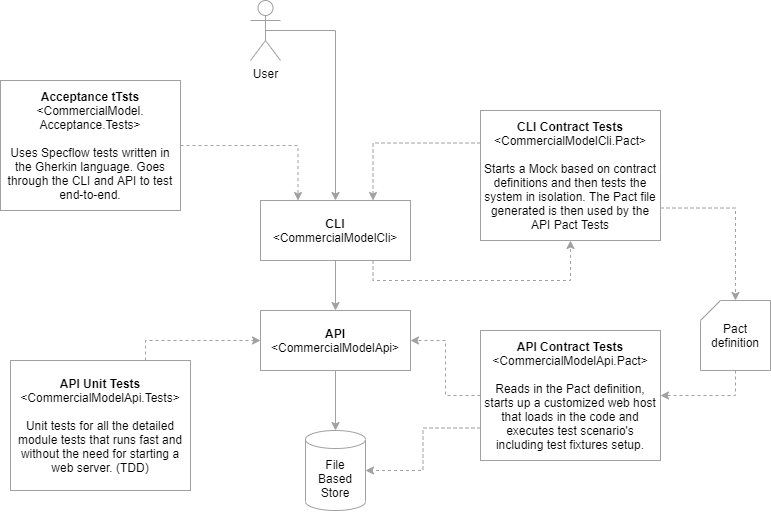 User
Acceptance tTsts
<CommercialModel.
Acceptance.Tests>
Uses Specflow tests written in
the Gherkin language. Goes
through the CLI and API to test
end-to-end.
CLI Contract Tests
<CommercialModelCli.Pact>
Starts a Mock based on contract
definitions and then tests the
system in isolation. The Pact file
generated is then used by the
API Pact Tests
CLI
<CommercialModelCli>
API
<CommercialModelApi>
Pact
definition
API Contract Tests
<CommercialModelApi.Pact>
Reads in the Pact definition,
starts up a customized web host
that loads in the code and
executes test scenario's
including test fixtures setup.
API Unit Tests
<CommercialModelApi.Tests>
Unit tests for all the detailed
module tests that runs fast and
without the need for starting a
web server. (TDD)
File
Based
Store